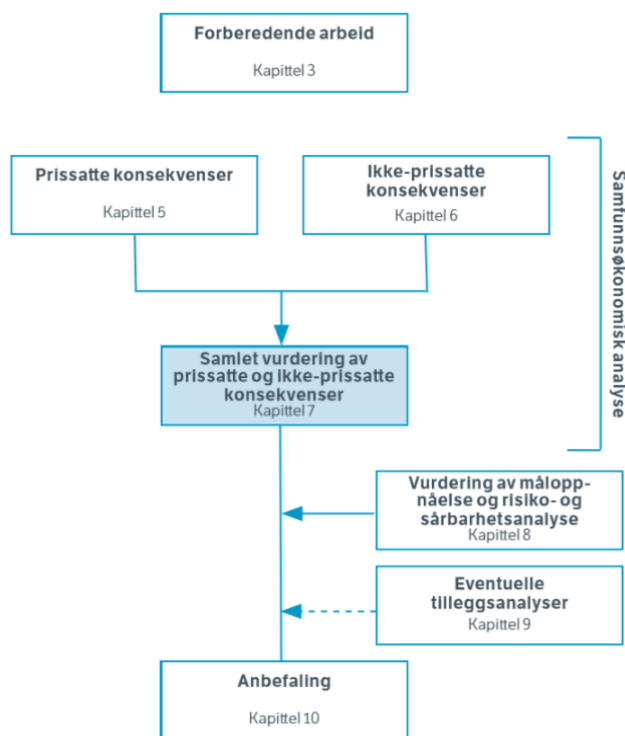 Forberedende arbeid
Kapittel 3
Prissatte konsekvenser
Kapittel 5
Ikke-prissatte
konsekvenser
Kapittel 6
Samfunnsøkonomisk analyse
Samlet vurdering av
prissatte og ikke-prissatte
konsekvenser
Kapittel 7
Vurdering av måloppp-
nåelse og risiko- og
sårbarhetsanalyse
Kapittel 8
Eventuelle
tilleggsanalyser
Kapittel 9
Anbefaling
Kapittel 10